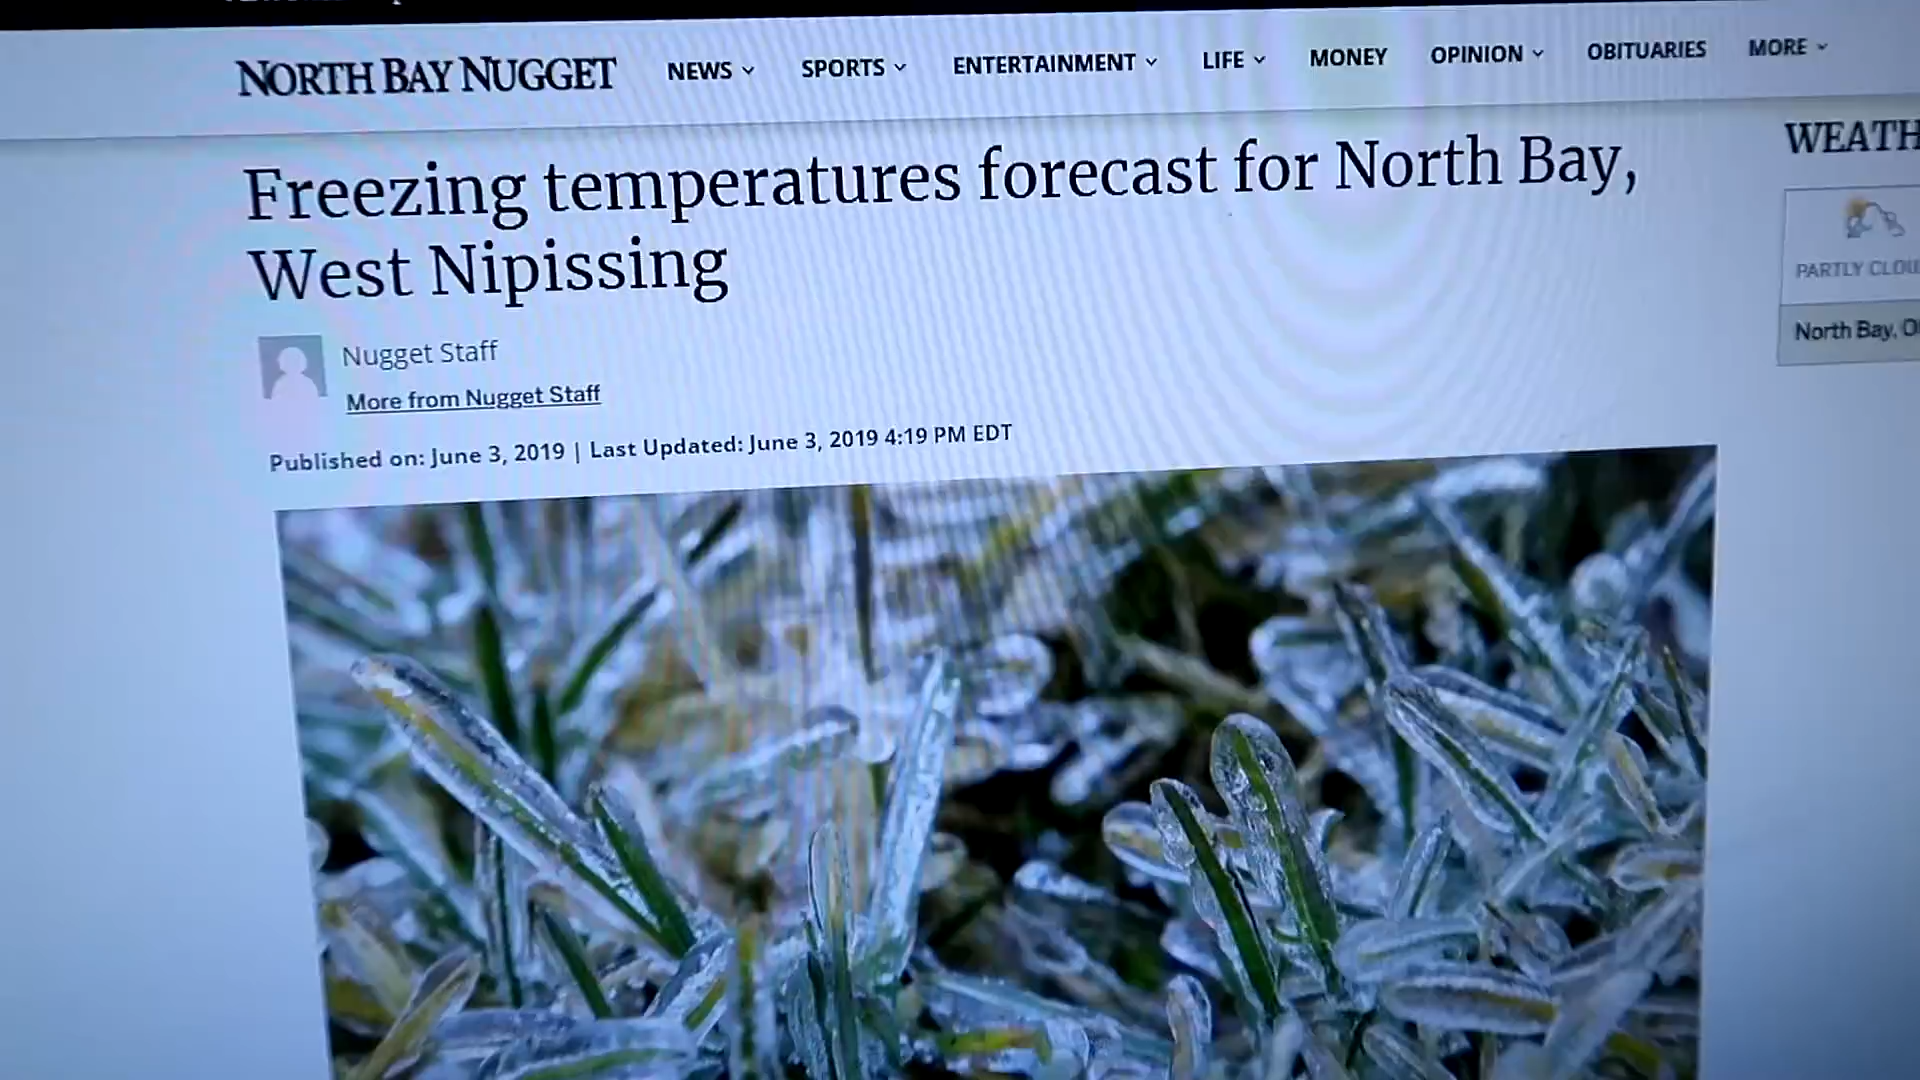 NORTH BAY NUGGET NEWS SPORTS ENTERTAINMENT LIFE MONEY OPINION OBITUARIES MORE
Freezing temperatures forecast for North Bay,
West Nipissing
Nugget Staff
More from Nugget Staff
Published on: June 3, 2019 | Last Updated: June 3, 2019 4:19 PM EDT
WEATH
PARTLY CLOU
North Bay, O